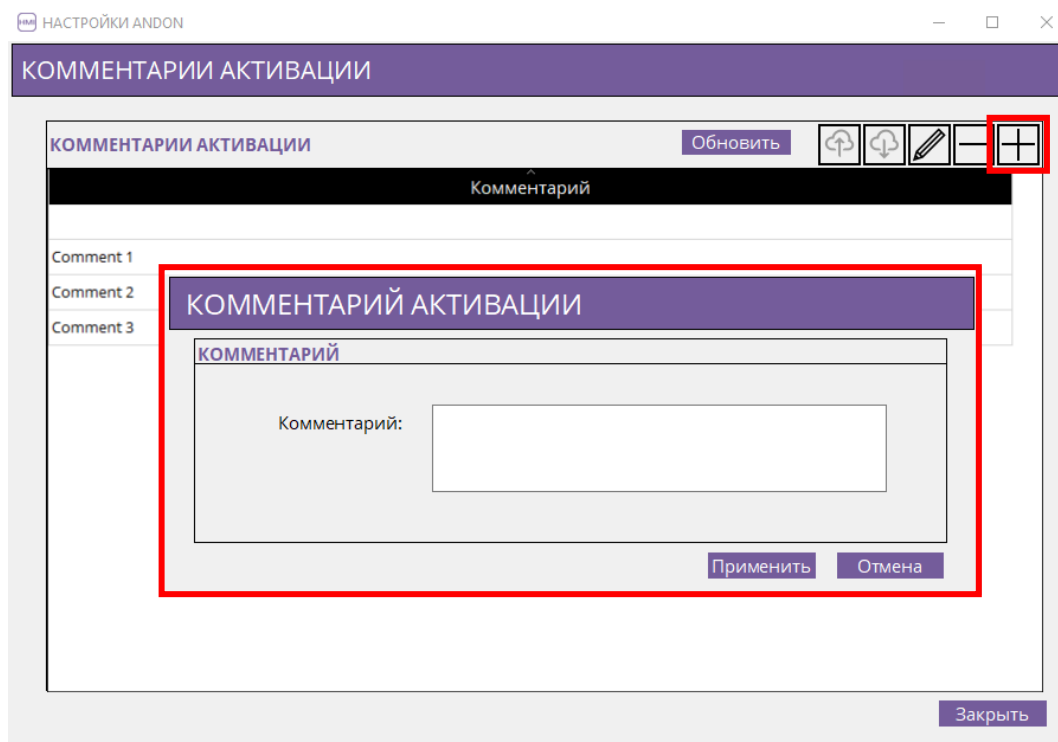 HMI НАСТРОЙКИ ANDON
КОММЕНТАРИИ АКТИВАЦИИ
КОММЕНТАРИИ АКТИВАЦИИ Обновить
Комментарий
Comment 1
Comment 2
Comment 3
КОММЕНТАРИЙ АКТИВАЦИИ
КОММЕНТАРИЙ
Комментарий:
Применить Отмена
Закрыть